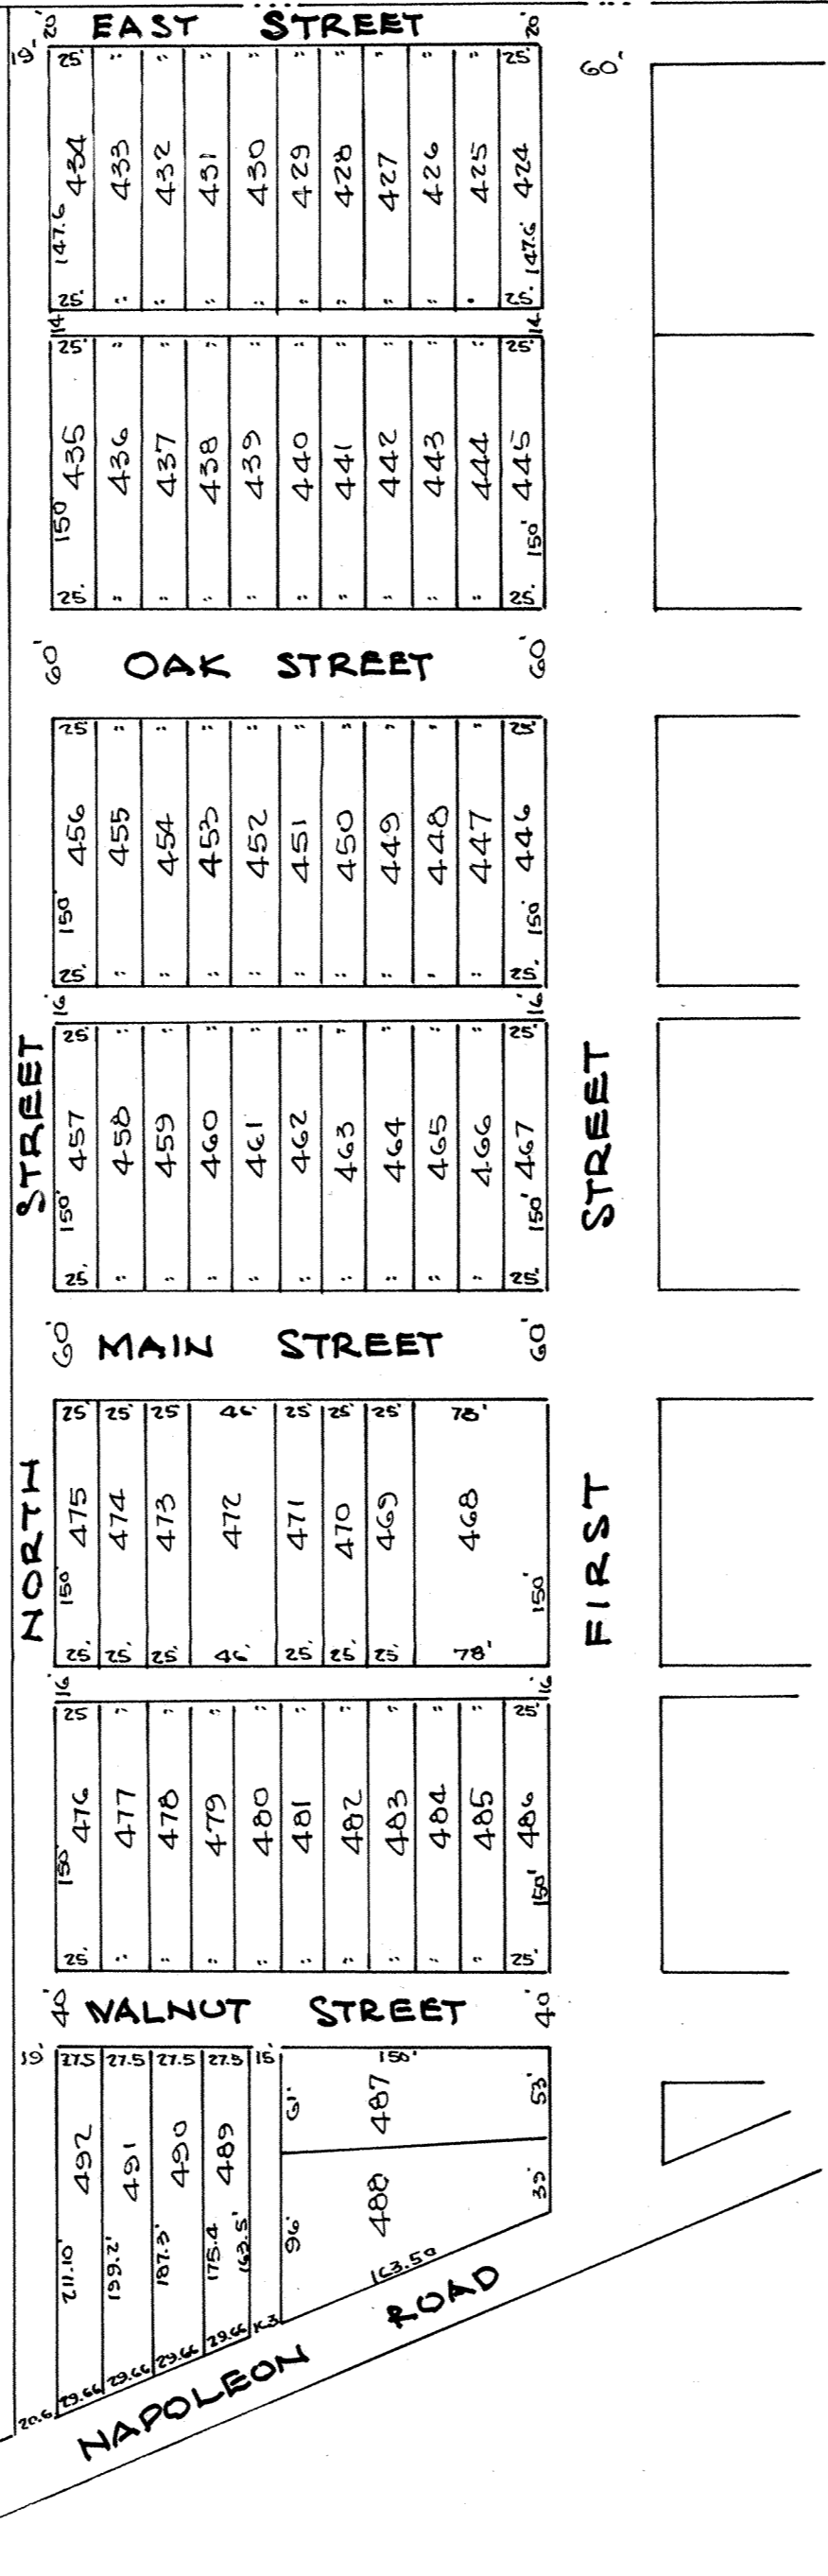 20' EAST STREET 20'
19' 60'
25' " " " " " " " " " 25'
434 433 432 431 430 429 428 427 426 425 424
147.6 147.6'
25' " " " " " " " " 25'
14 14
25' " " " " " " " " " 25'
435 436 437 438 439 440 441 442 443 444 445
150' 150'
25' " " " " " " " " " 25'
60' OAK STREET 60'
25' " " " " " " " " " 25'
456 455 454 453 452 451 450 449 448 447 446
150' 150'
25' " " " " " " " " " 25'
16' 16'
25' " " " " " " " " " 25'
457 458 459 460 461 462 463 464 465 466 467
150' 150'
25' " " " " " " " " " 25'
60' MAIN STREET 60'
25' 25' 25' 46' 25' 25' 25' 78'
475 474 473 472 471 470 469 468
150' 150'
25' 25' 25' 46' 25' 25' 25' 78'
16' 16'
25' " " " " " " " " " 25'
476 477 478 479 480 481 482 483 484 485 486
150' 150'
25' " " " " " " " " " 25'
40' WALNUT STREET 40'
19' 27.5 27.5 27.5 27.5 15' 150'
492 491 490 489 61' 487 53'
211.10' 199.2' 187.3' 175.4 163.5' 96' 488 39'
163.50
20.6 29.66 29.66 29.66 29.66 16.3
NAPOLEON ROAD
NORTH STREET
FIRST STREET